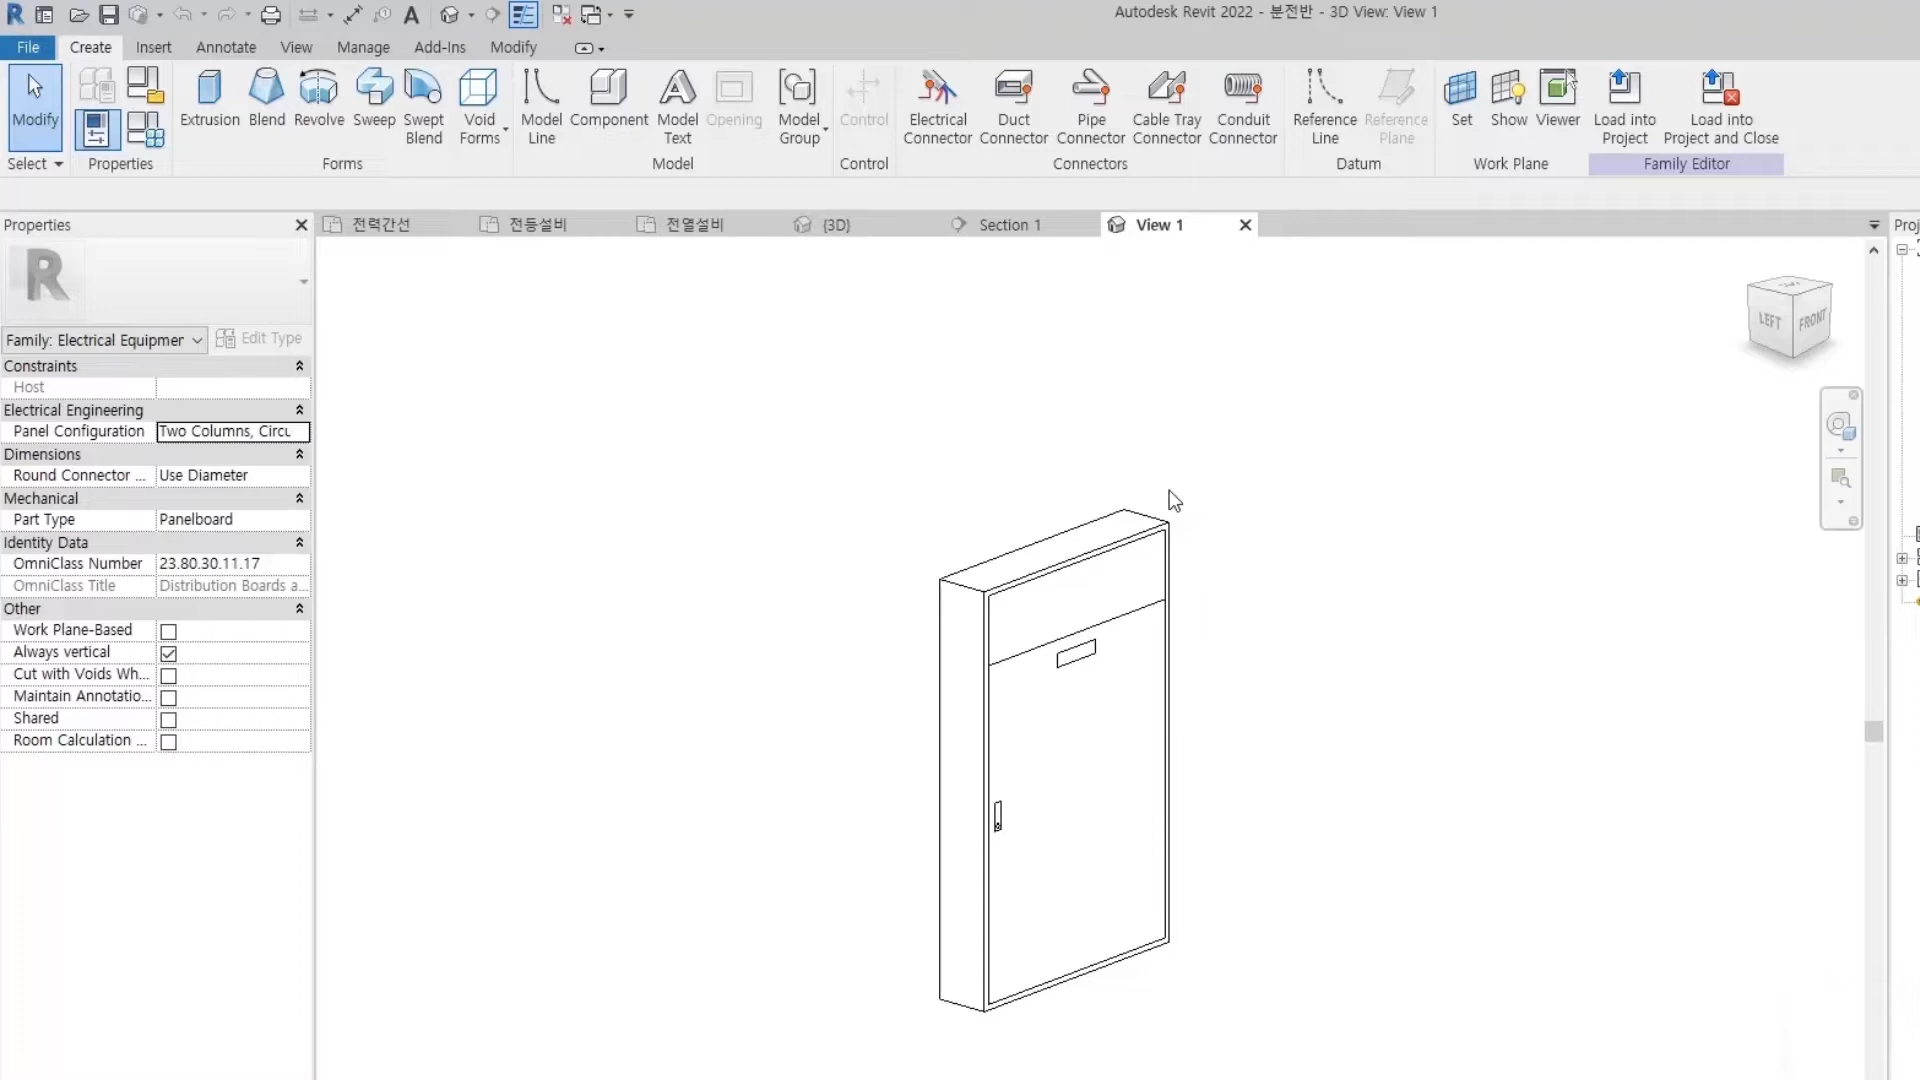 Autodesk Revit 2022 - 분전반 - 3D View: View 1
File Create Insert Annotate View Manage Add-Ins Modify
Modify Extrusion Blend Revolve Sweep Swept Blend Void Forms Model Line Component Model Text Opening Model Group Control Electrical Connector Duct Connector Pipe Connector Cable Tray Connector Conduit Connector Reference Line Reference Plane Set Show Viewer Load into Project Load into Project and Close
Select Properties Forms Model Control Connectors Datum Work Plane Family Editor
Properties 전력간선 전등설비 전열설비 {3D} Section 1 View 1 Proj
R
LEFT FRONT
Family: Electrical Equipmer Edit Type
Constraints
Host
Electrical Engineering
Panel Configuration Two Columns, Circu
Dimensions
Round Connector ... Use Diameter
Mechanical
Part Type Panelboard
Identity Data
OmniClass Number 23.80.30.11.17
OmniClass Title Distribution Boards a...
Other
Work Plane-Based
Always vertical
Cut with Voids Wh...
Maintain Annotatio...
Shared
Room Calculation ...